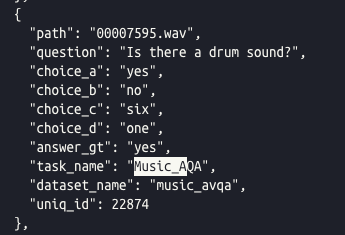 {
"path": "00007595.wav",
"question": "Is there a drum sound?",
"choice_a": "yes",
"choice_b": "no",
"choice_c": "six",
"choice_d": "one",
"answer_gt": "yes",
"task_name": "Music_AQA",
"dataset_name": "music_avqa",
"uniq_id": 22874
},